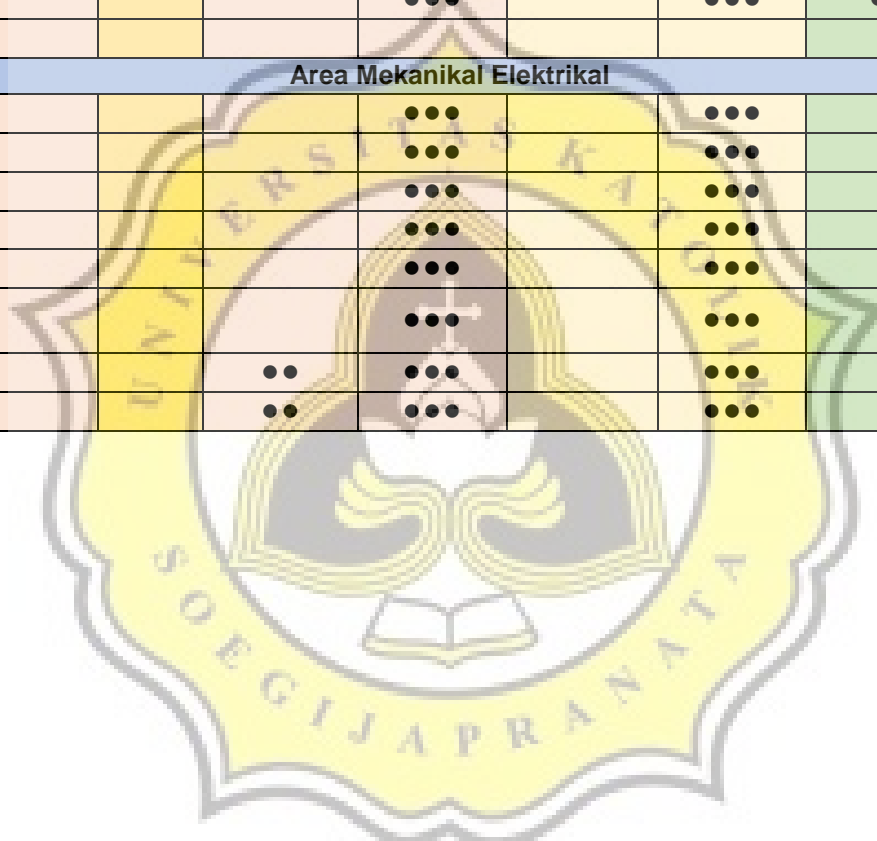 ●●● ●●●
Area Mekanikal Elektrikal
●●● ●●●
●●● ●●●
●●● ●●●
●●● ●●●
●●● ●●●
●●● ●●●
●● ●●● ●●●
●● ●●● ●●●
UNIVERSITAS KATOLIK
SOEGIJAPRANATA